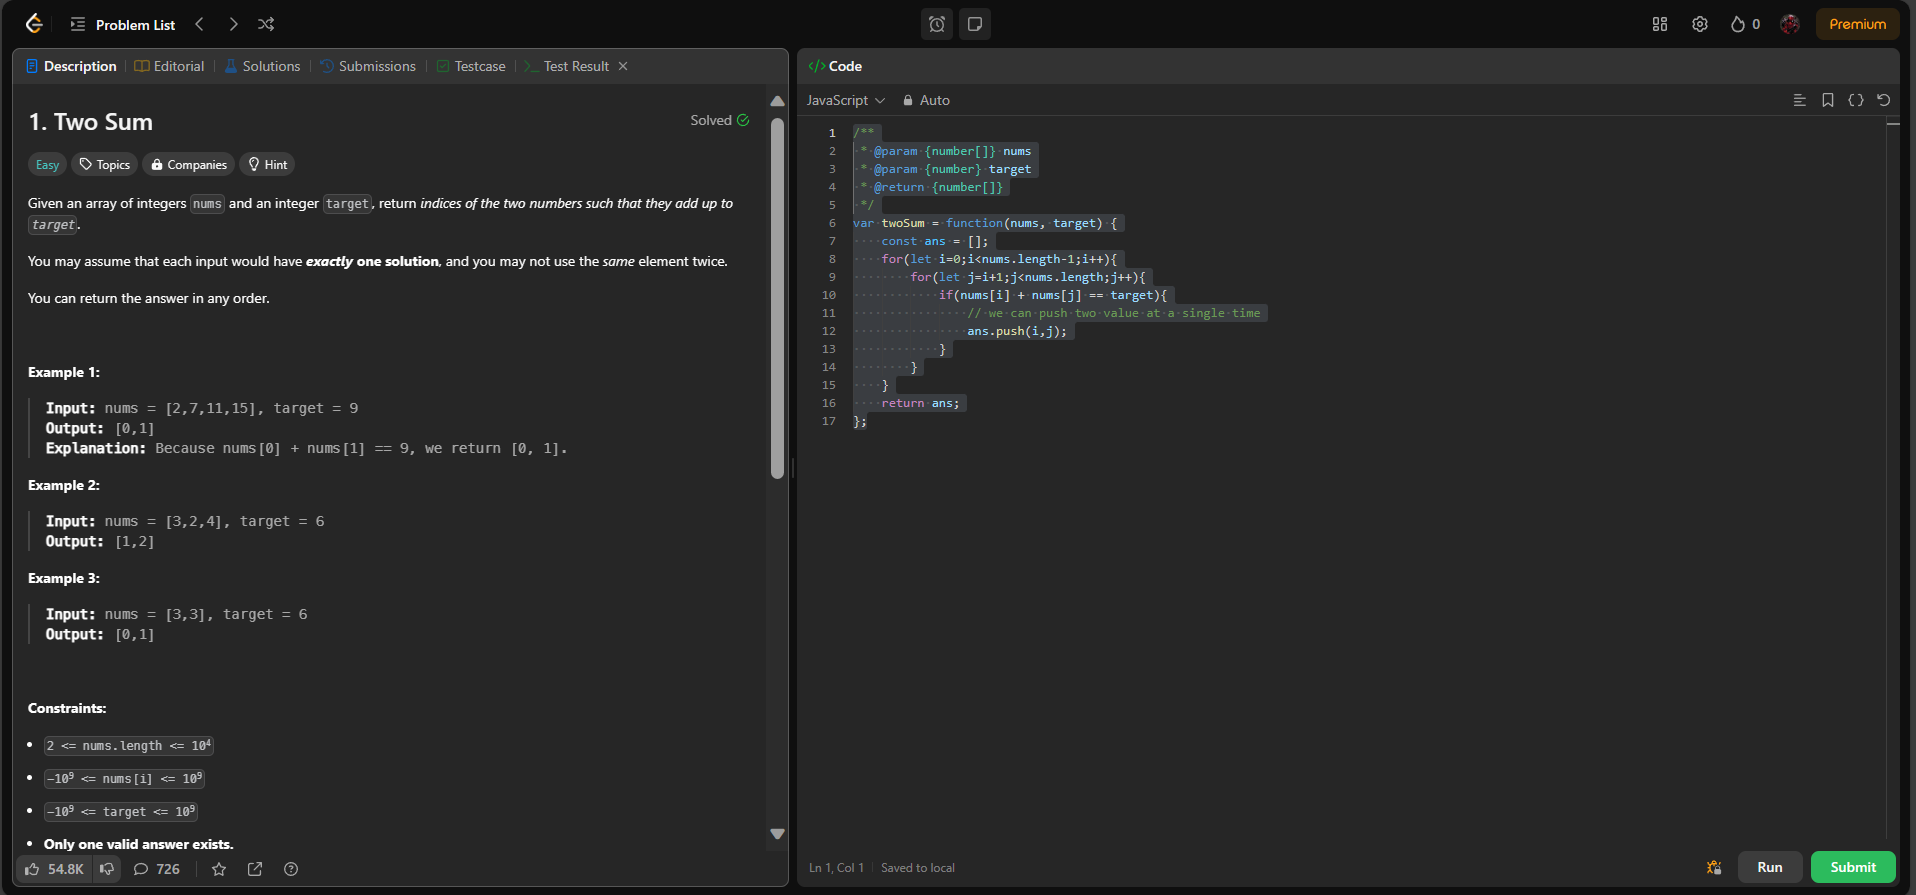 Problem List
0
Premium
Description
Editorial
Solutions
Submissions
Testcase
Test Result
1. Two Sum
Solved
Easy
Topics
Companies
Hint
Given an array of integers nums and an integer target, return indices of the two numbers such that they add up to
target.
You may assume that each input would have exactly one solution, and you may not use the same element twice.
You can return the answer in any order.
Example 1:
Input: nums = [2,7,11,15], target = 9
Output: [0,1]
Explanation: Because nums[0] + nums[1] == 9, we return [0, 1].
Example 2:
Input: nums = [3,2,4], target = 6
Output: [1,2]
Example 3:
Input: nums = [3,3], target = 6
Output: [0,1]
Constraints:
2 <= nums.length <= 10⁴
−10⁹ <= nums[i] <= 10⁹
−10⁹ <= target <= 10⁹
Only one valid answer exists.
54.8K
726
</> Code
JavaScript
Auto
1 /**
2  * @param {number[]} nums
3  * @param {number} target
4  * @return {number[]}
5  */
6 var twoSum = function(nums, target) {
7     const ans = [];
8     for(let i=0;i<nums.length-1;i++){
9         for(let j=i+1;j<nums.length;j++){
10             if(nums[i] + nums[j] == target){
11                 // we can push two value at a single time
12                 ans.push(i,j);
13             }
14         }
15     }
16     return ans;
17 };
Ln 1, Col 1
Saved to local
Run
Submit